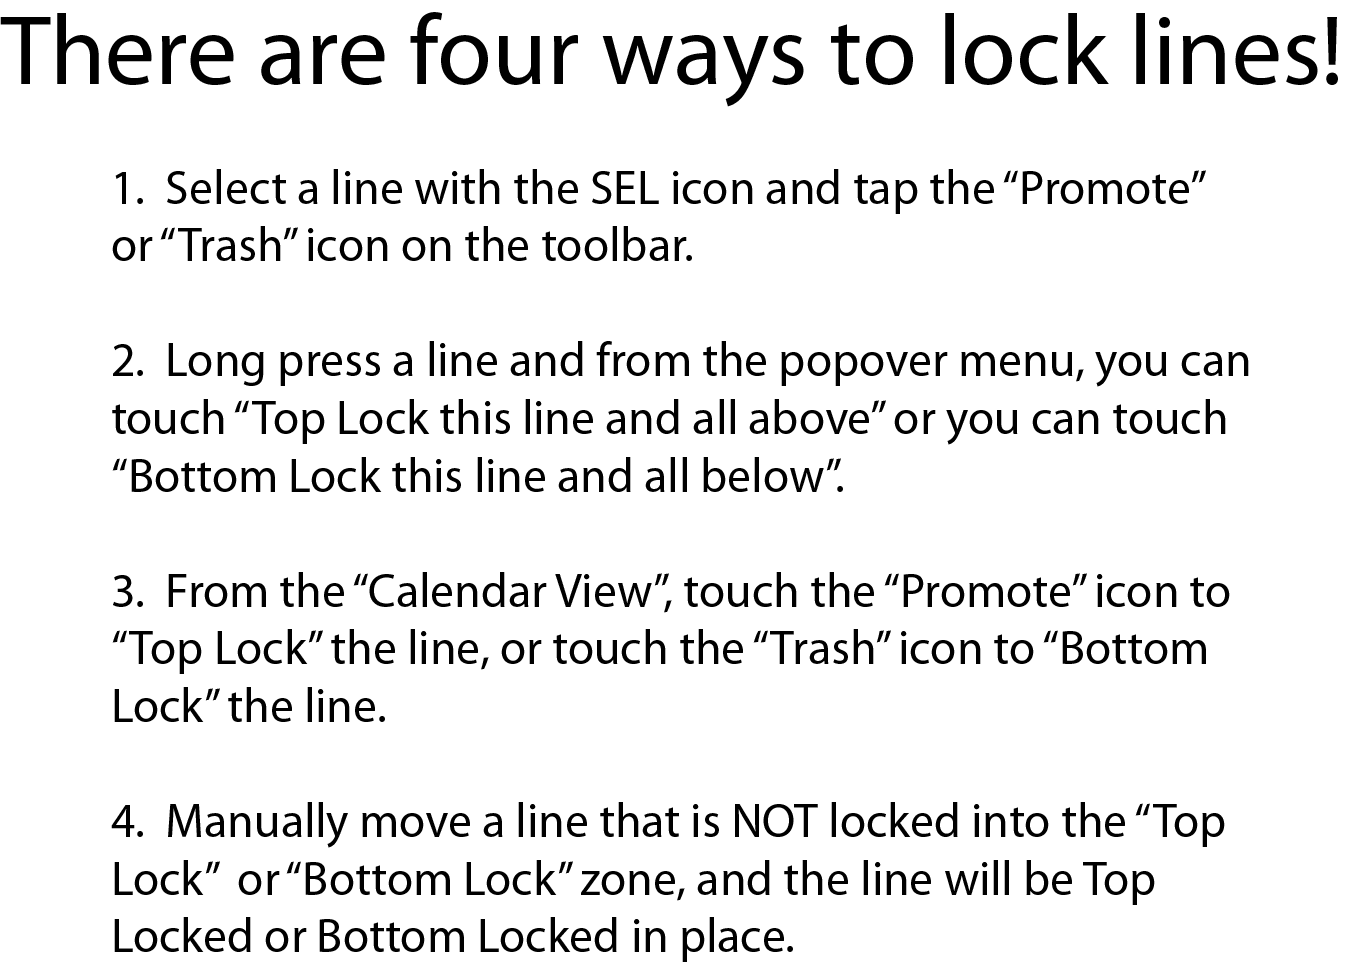 There are four ways to lock lines!
1.  Select a line with the SEL icon and tap the “Promote”
or “Trash” icon on the toolbar.
2.  Long press a line and from the popover menu, you can
touch “Top Lock this line and all above” or you can touch
“Bottom Lock this line and all below”.
3.  From the “Calendar View”, touch the “Promote” icon to
“Top Lock” the line, or touch the “Trash” icon to “Bottom
Lock” the line.
4.  Manually move a line that is NOT locked into the “Top
Lock”  or “Bottom Lock” zone, and the line will be Top
Locked or Bottom Locked in place.